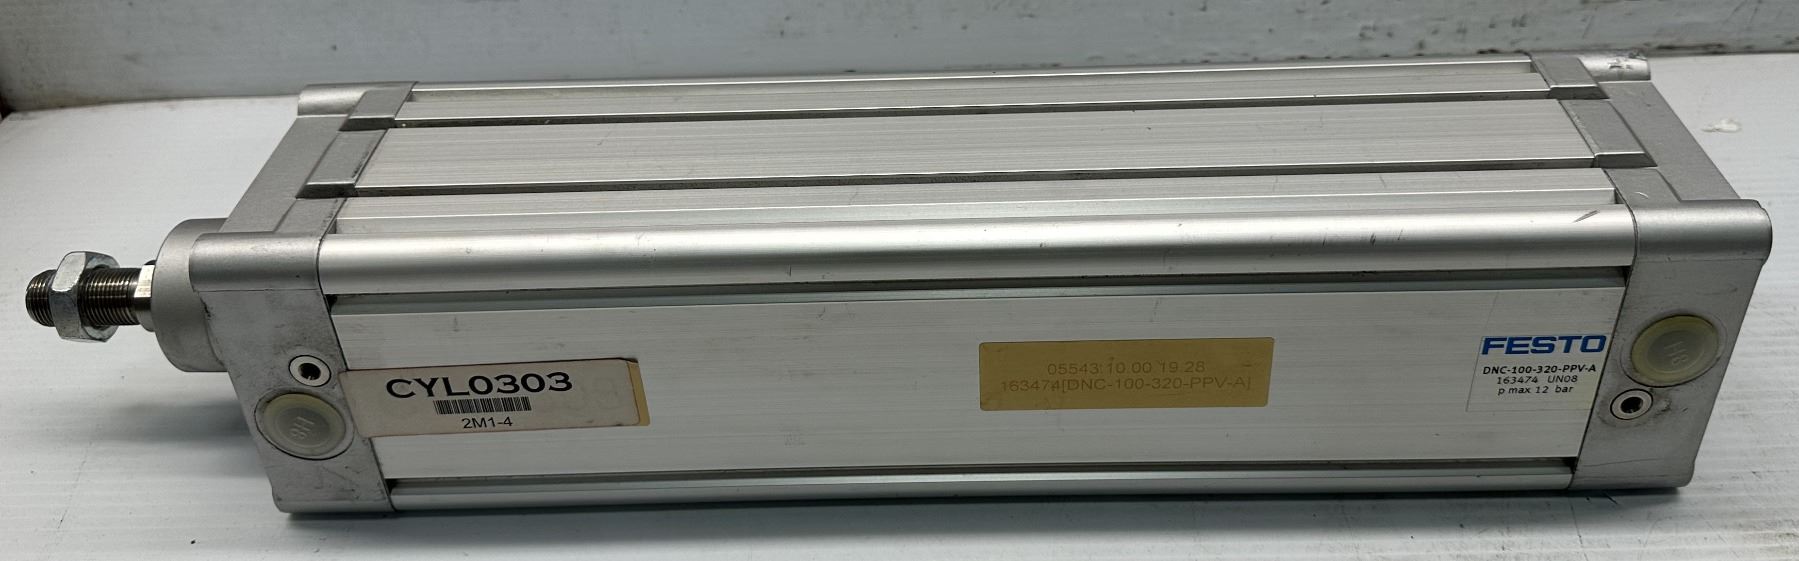 CYL0303
2M1-4
05543:10.00 19 28
163474[DNC-100-320-PPV-A]
FESTO
DNC-100-320-PPV-A
163474 UN08
p max 12 bar